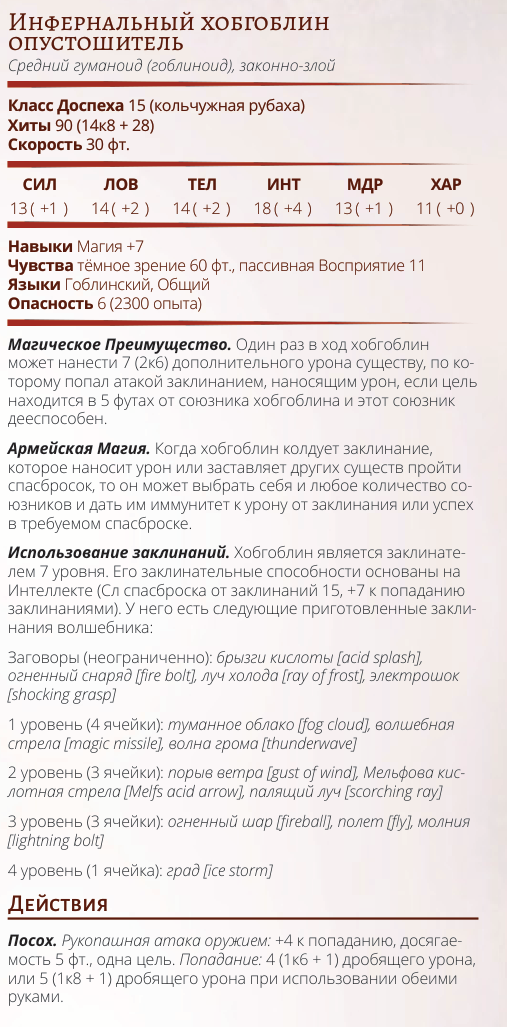 Инфернальный хобгоблин
опустошитель
Средний гуманоид (гоблиноид), законно-злой
Класс Доспеха 15 (кольчужная рубаха)
Хиты 90 (14к8 + 28)
Скорость 30 фт.
СИЛ ЛОВ ТЕЛ ИНТ МДР ХАР
13 ( +1 ) 14 ( +2 ) 14 ( +2 ) 18 ( +4 ) 13 ( +1 ) 11 ( +0 )
Навыки Магия +7
Чувства тёмное зрение 60 фт., пассивная Восприятие 11
Языки Гоблинский, Общий
Опасность 6 (2300 опыта)
Магическое Преимущество. Один раз в ход хобгоблин
может нанести 7 (2к6) дополнительного урона существу, по ко-
торому попал атакой заклинанием, наносящим урон, если цель
находится в 5 футах от союзника хобгоблина и этот союзник
дееспособен.
Армейская Магия. Когда хобгоблин колдует заклинание,
которое наносит урон или заставляет других существ пройти
спасбросок, то он может выбрать себя и любое количество со-
юзников и дать им иммунитет к урону от заклинания или успех
в требуемом спасброске.
Использование заклинаний. Хобгоблин является заклинате-
лем 7 уровня. Его заклинательные способности основаны на
Интеллекте (Сл спасброска от заклинаний 15, +7 к попаданию
заклинаниями). У него есть следующие приготовленные закли-
нания волшебника:
Заговоры (неограниченно): брызги кислоты [acid splash],
огненный снаряд [fire bolt], луч холода [ray of frost], электрошок
[shocking grasp]
1 уровень (4 ячейки): туманное облако [fog cloud], волшебная
стрела [magic missile], волна грома [thunderwave]
2 уровень (3 ячейки): порыв ветра [gust of wind], Мельфова кис-
лотная стрела [Melfs acid arrow], палящий луч [scorching ray]
3 уровень (3 ячейки): огненный шар [fireball], полет [fly], молния
[lightning bolt]
4 уровень (1 ячейка): град [ice storm]
Действия
Посох. Рукопашная атака оружием: +4 к попаданию, досягае-
мость 5 фт., одна цель. Попадание: 4 (1к6 + 1) дробящего урона,
или 5 (1к8 + 1) дробящего урона при использовании обеими
руками.